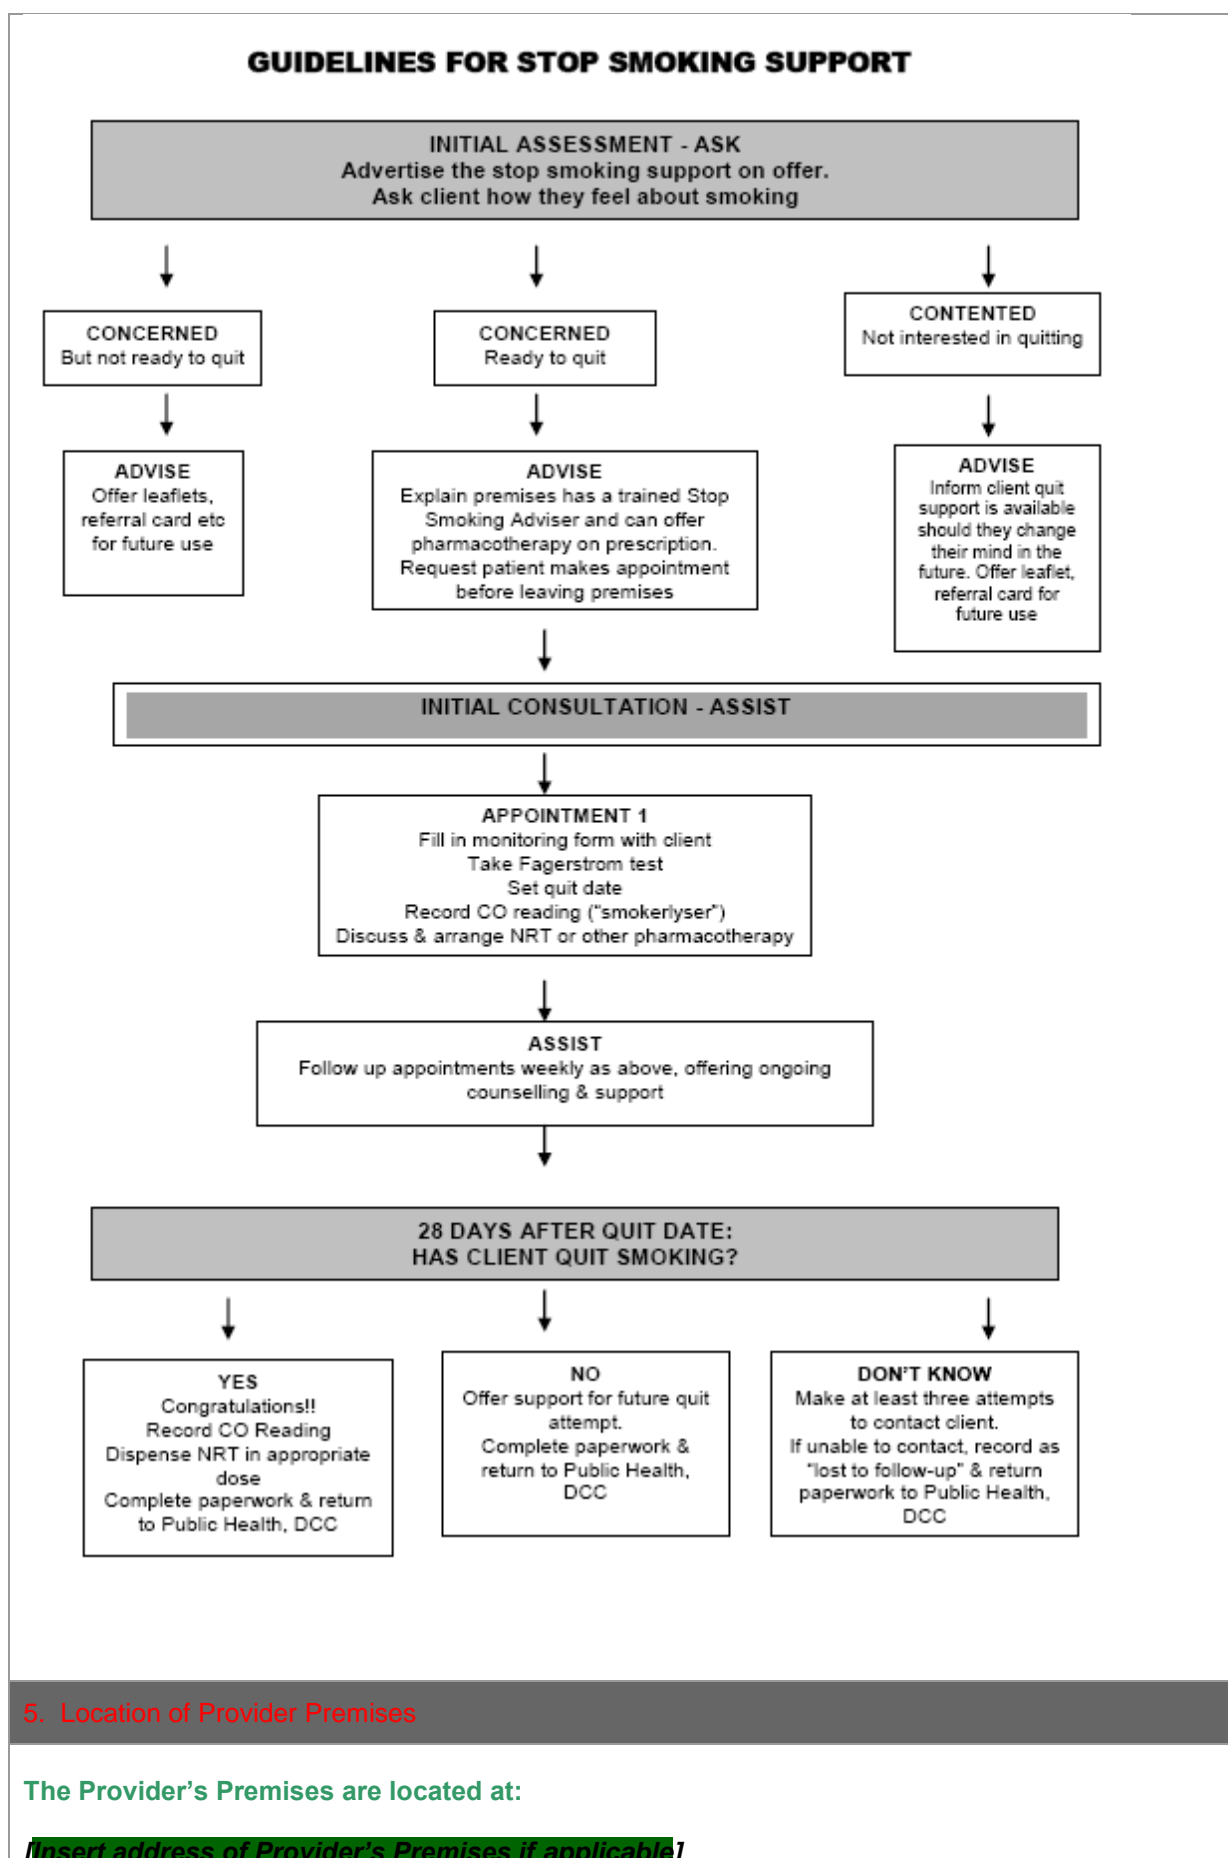 GUIDELINES FOR STOP SMOKING SUPPORT
INITIAL ASSESSMENT - ASK
Advertise the stop smoking support on offer.
Ask client how they feel about smoking
CONCERNED
But not ready to quit
CONCERNED
Ready to quit
CONTENTED
Not interested in quitting
ADVISE
Offer leaflets,
referral card etc
for future use
ADVISE
Explain premises has a trained Stop
Smoking Adviser and can offer
pharmacotherapy on prescription.
Request patient makes appointment
before leaving premises
ADVISE
Inform client quit
support is available
should they change
their mind in the
future. Offer leaflet,
referral card for
future use
INITIAL CONSULTATION - ASSIST
APPOINTMENT 1
Fill in monitoring form with client
Take Fagerstrom test
Set quit date
Record CO reading ("smokerlyser")
Discuss & arrange NRT or other pharmacotherapy
ASSIST
Follow up appointments weekly as above, offering ongoing
counselling & support
28 DAYS AFTER QUIT DATE:
HAS CLIENT QUIT SMOKING?
YES
Congratulations!!
Record CO Reading
Dispense NRT in appropriate
dose
Complete paperwork & return
to Public Health, DCC
NO
Offer support for future quit
attempt.
Complete paperwork &
return to Public Health,
DCC
DON'T KNOW
Make at least three attempts
to contact client.
If unable to contact, record as
"lost to follow-up" & return
paperwork to Public Health,
DCC
5. Location of Provider Premises
The Provider's Premises are located at:
[Insert address of Provider's Premises if applicable]